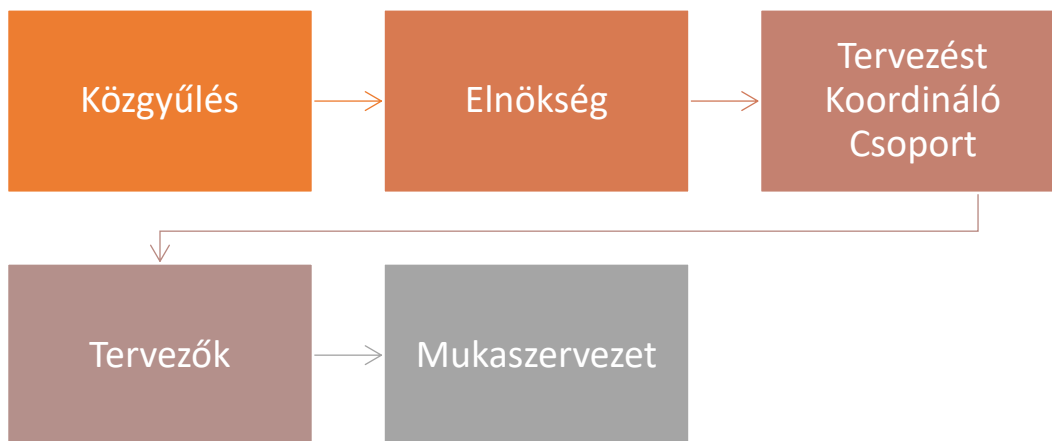 Közgyűlés
Elnökség
Tervezést
Koordináló
Csoport
Tervezők
Mukaszervezet